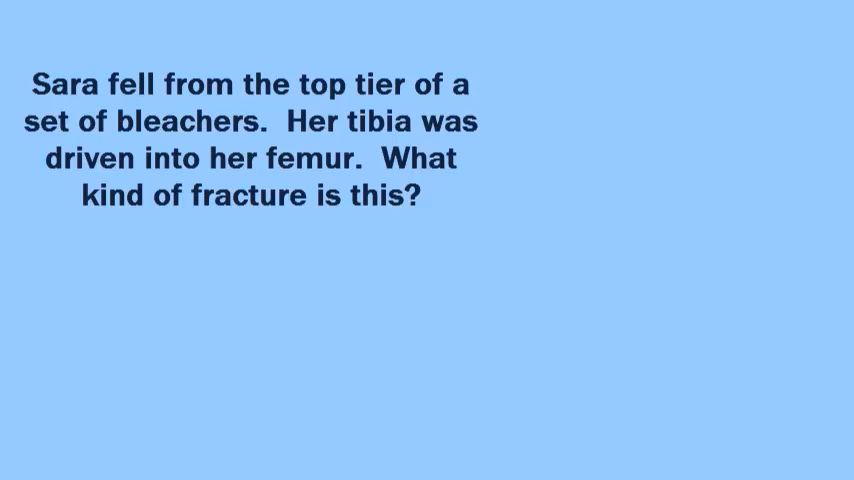 Sara fell from the top tier of a
set of bleachers.  Her tibia was
driven into her femur.  What
kind of fracture is this?